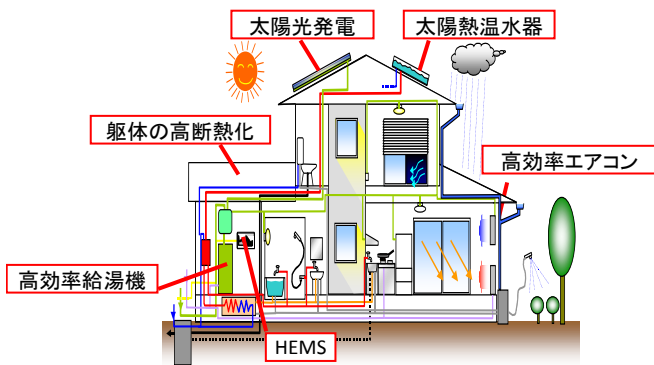 太陽光発電
太陽熱温水器
躯体の高断熱化
高効率エアコン
高効率給湯機
HEMS